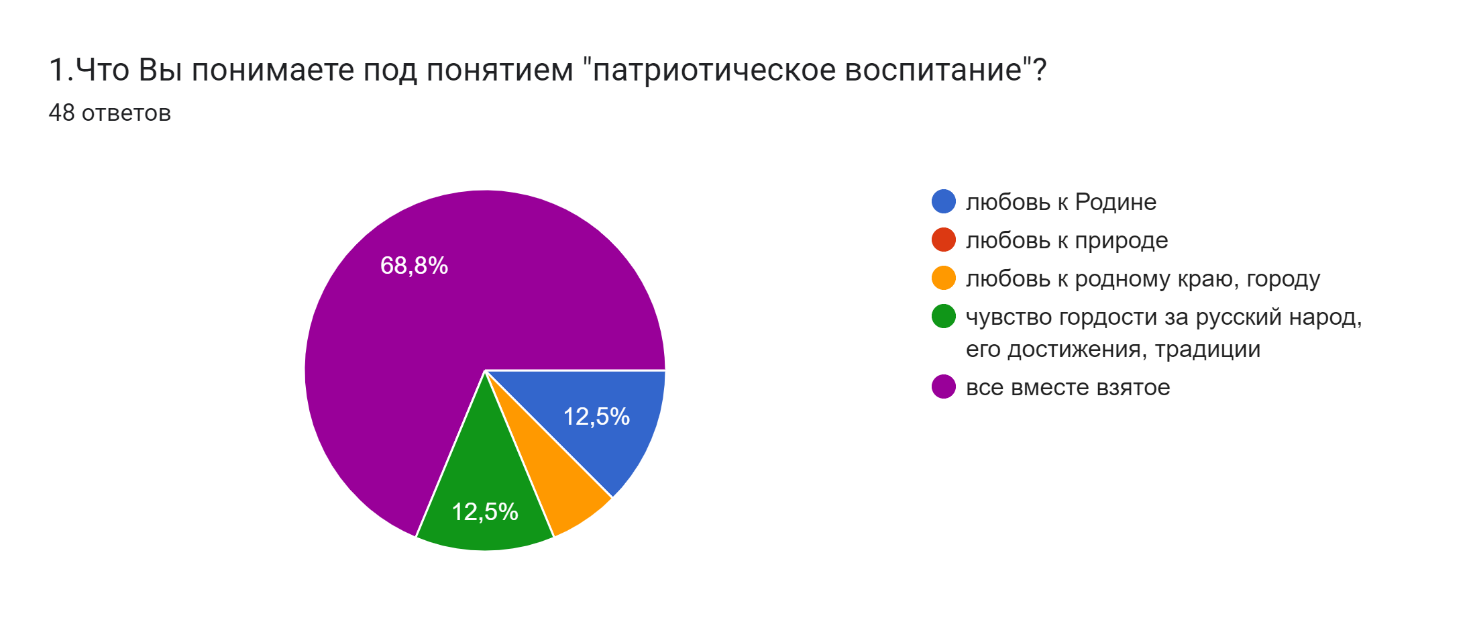 1.Что Вы понимаете под понятием "патриотическое воспитание"?
48 ответов
68,8%
12,5%
12,5%
любовь к Родине
любовь к природе
любовь к родному краю, городу
чувство гордости за русский народ,
его достижения, традиции
все вместе взятое